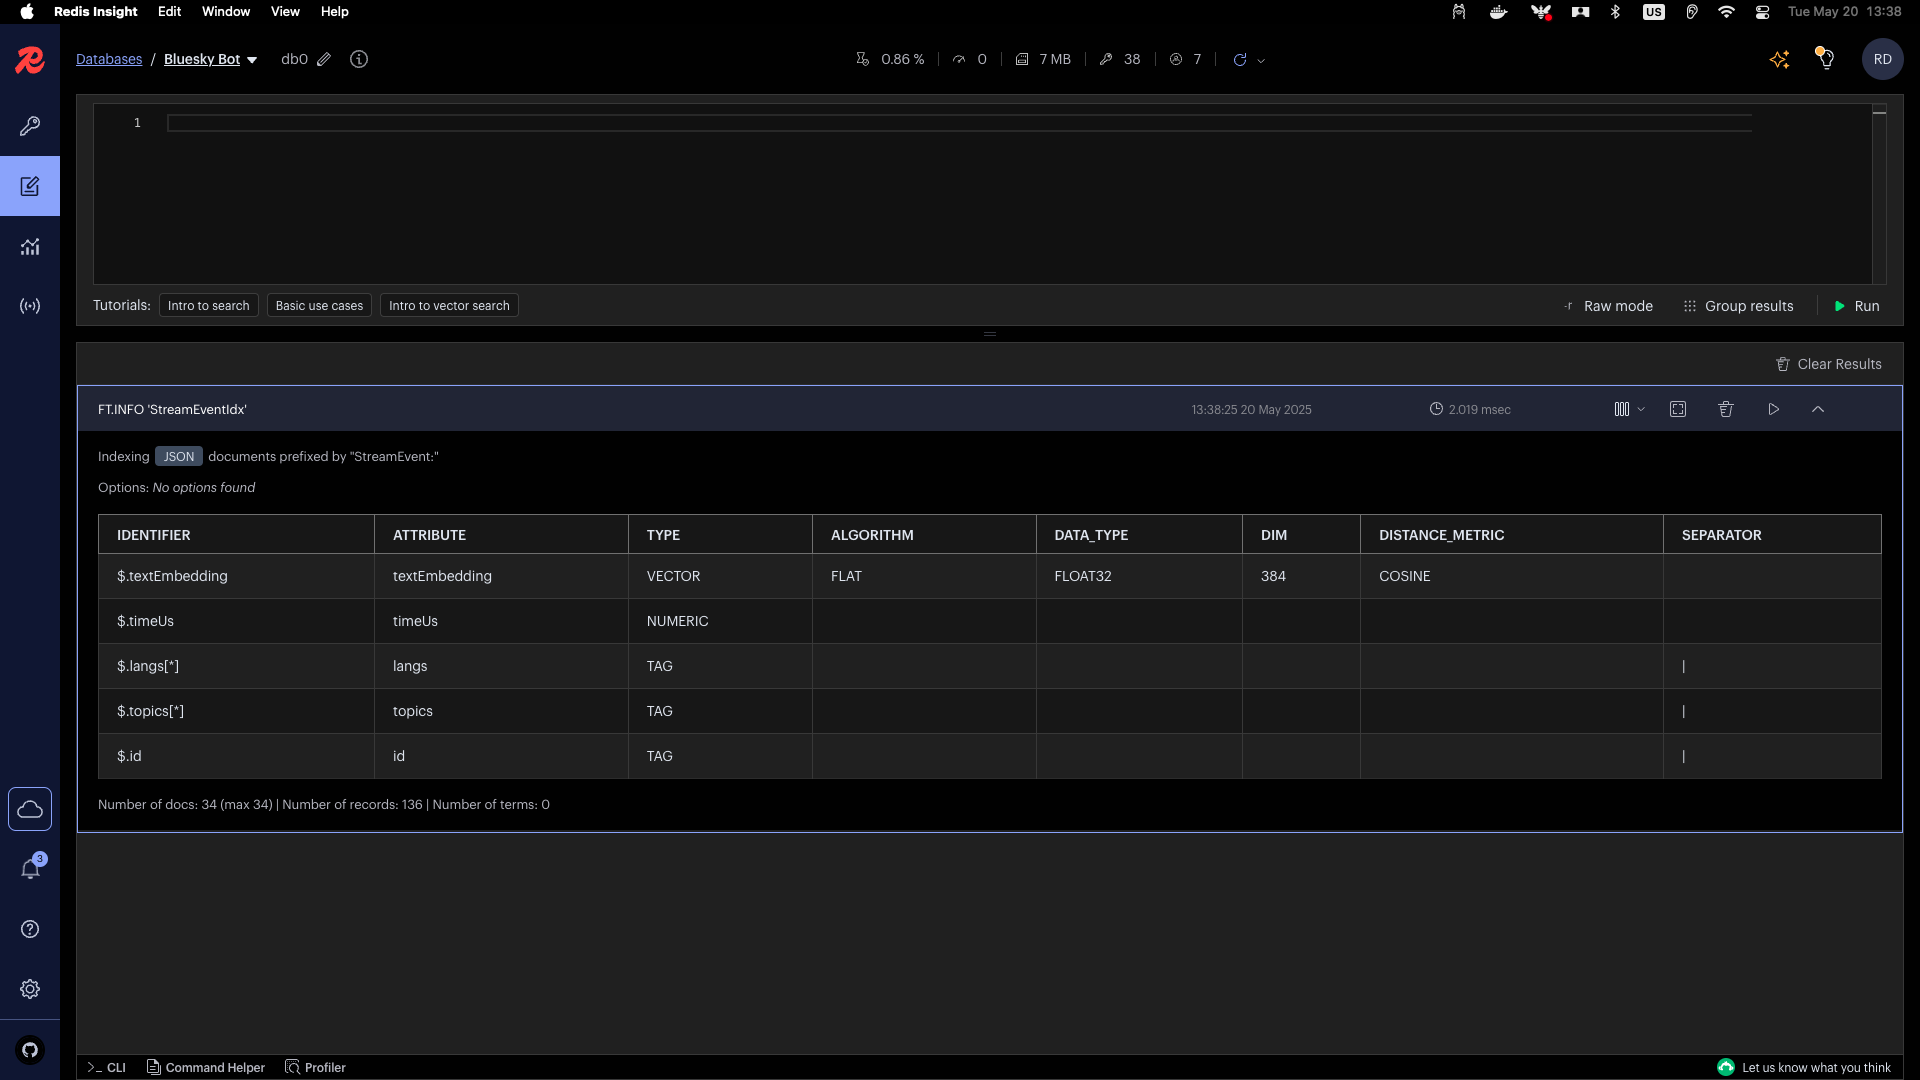 Redis Insight Edit Window View Help US Tue May 20 13:38
Databases / Bluesky Bot db0 0.86 % 0 7 MB 38 7 RD
1
Tutorials: Intro to search Basic use cases Intro to vector search -r Raw mode Group results Run
Clear Results
FT.INFO 'StreamEventIdx' 13:38:25 20 May 2025 2.019 msec
Indexing JSON documents prefixed by "StreamEvent:"
Options: No options found
IDENTIFIER ATTRIBUTE TYPE ALGORITHM DATA_TYPE DIM DISTANCE_METRIC SEPARATOR
$.textEmbedding textEmbedding VECTOR FLAT FLOAT32 384 COSINE
$.timeUs timeUs NUMERIC
$.langs[*] langs TAG |
$.topics[*] topics TAG |
$.id id TAG |
Number of docs: 34 (max 34) | Number of records: 136 | Number of terms: 0
3
>_ CLI Command Helper Profiler Let us know what you think